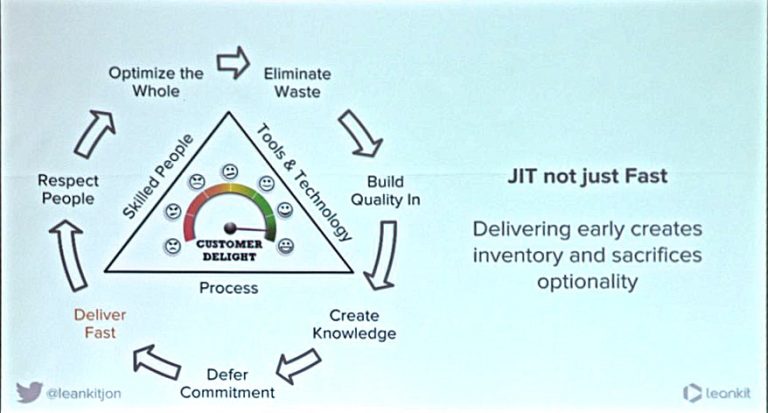 Optimize the
Whole
Eliminate
Waste
Build
Quality In
Create
Knowledge
Defer
Commitment
Deliver
Fast
Respect
People
Skilled People
Tools & Technology
Process
CUSTOMER
DELIGHT
JIT not just Fast
Delivering early creates
inventory and sacrifices
optionality
@leankitjon
leankit